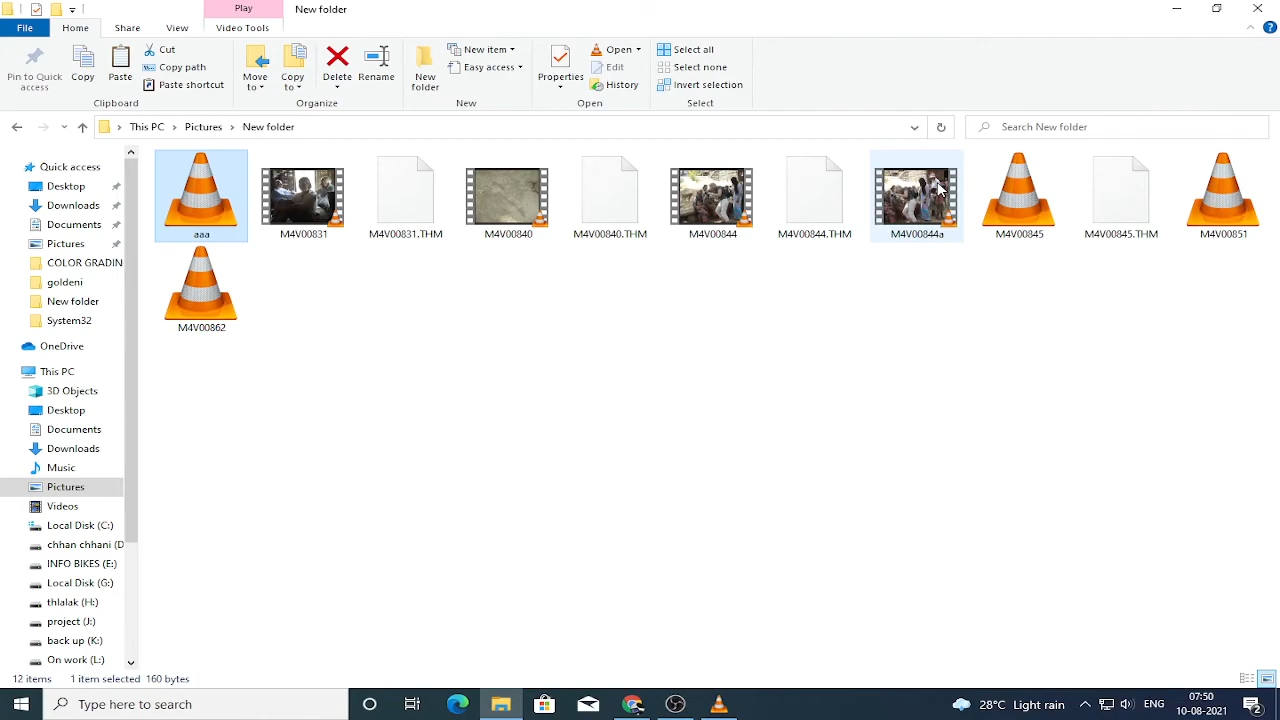 Play
New folder
File
Home
Share
View
Video Tools
Pin to Quick access
Copy
Paste
Cut
Copy path
Paste shortcut
Move to
Copy to
Delete
Rename
New folder
New item
Easy access
Properties
Open
Edit
History
Select all
Select none
Invert selection
Clipboard
Organize
New
Open
Select
This PC > Pictures > New folder
Search New folder
Quick access
Desktop
Downloads
Documents
Pictures
COLOR GRADIN
goldeni
New folder
System32
OneDrive
This PC
3D Objects
Desktop
Documents
Downloads
Music
Pictures
Videos
Local Disk (C:)
chhan chhani (D
INFO BIKES (E:)
Local Disk (G:)
thlalak (H:)
project (J:)
back up (K:)
On work (L:)
aaa
M4V00831
M4V00831.THM
M4V00840
M4V00840.THM
M4V00844
M4V00844.THM
M4V00844a
M4V00845
M4V00845.THM
M4V00851
M4V00862
12 items
1 item selected 160 bytes
Type here to search
28°C Light rain
ENG
07:50
10-08-2021
2